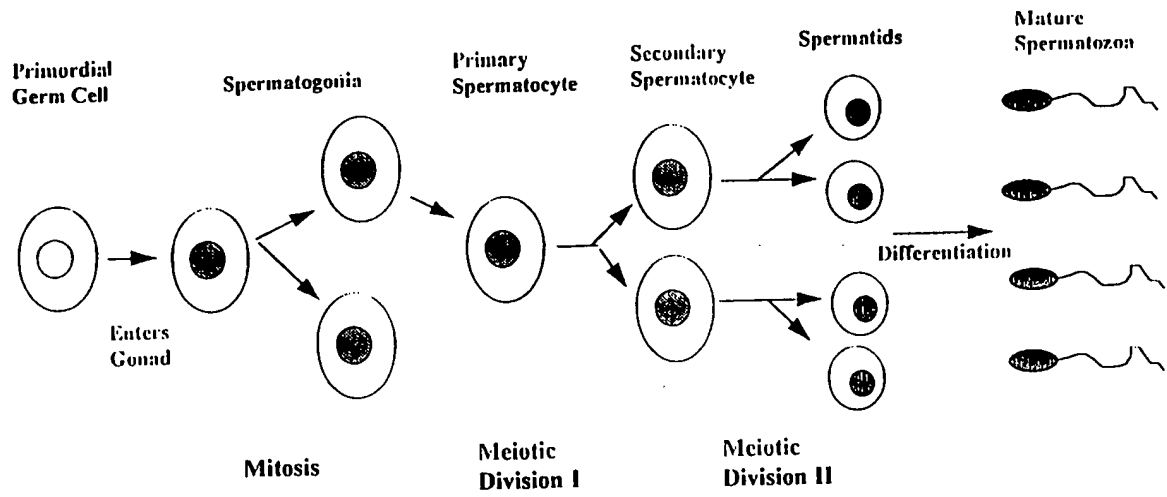 Primordial
Germ Cell
Spermatogonia
Primary
Spermatocyte
Secondary
Spermatocyte
Spermatids
Mature
Spermatozoa
Enters
Gonad
Differentiation
Mitosis
Meiotic
Division I
Meiotic
Division II